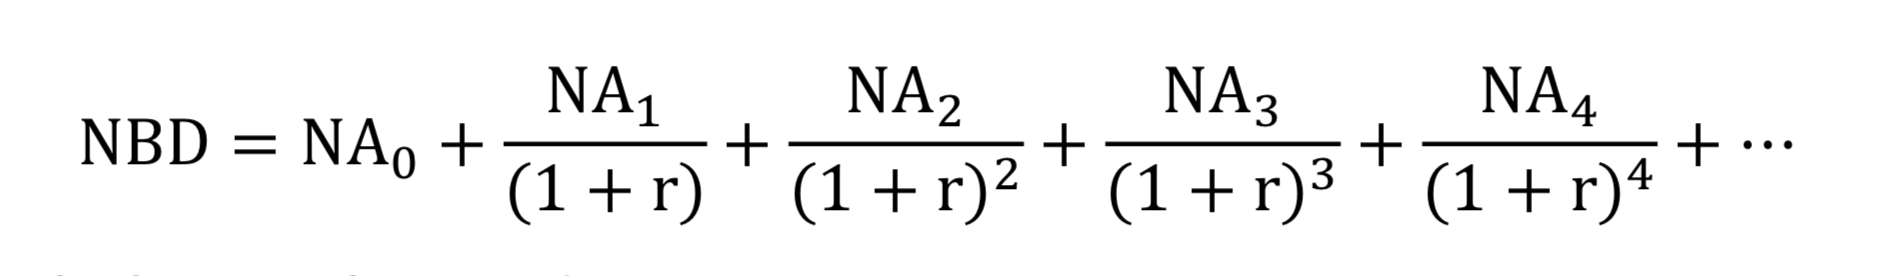 NBD = NA₀ + NA₁/(1 + r) + NA₂/(1 + r)² + NA₃/(1 + r)³ + NA₄/(1 + r)⁴ + ⋯